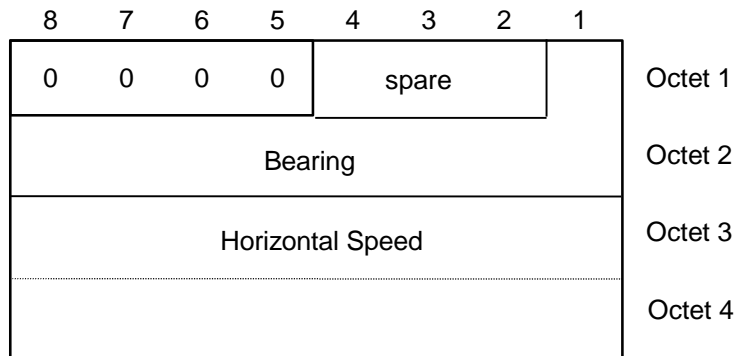 8 7 6 5 4 3 2 1
0 0 0 0 spare Octet 1
Bearing Octet 2
Horizontal Speed Octet 3
Octet 4